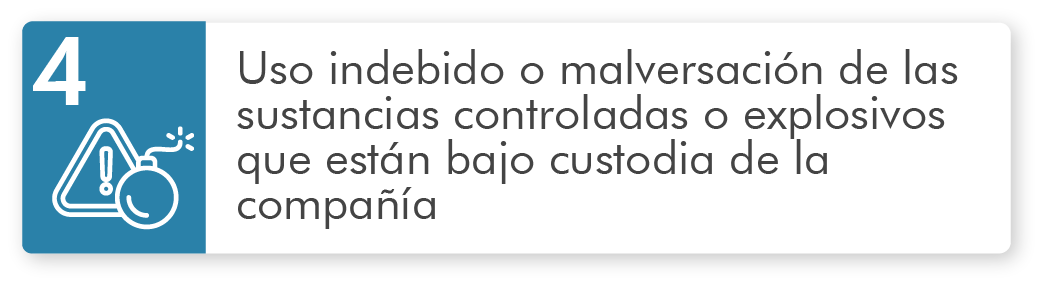 4
Uso indebido o malversación de las
sustancias controladas o explosivos
que están bajo custodia de la
compañía